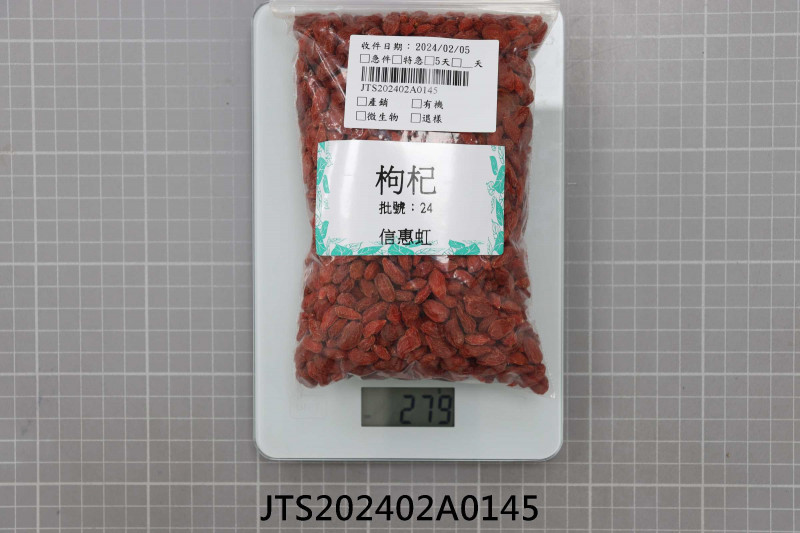 收件日期：2024/02/05
□急件□特急□5天□__天
JTS202402A0145
□產銷 □有機
□微生物 □退樣
枸杞
批號：24
信惠虹
279
JTS202402A0145